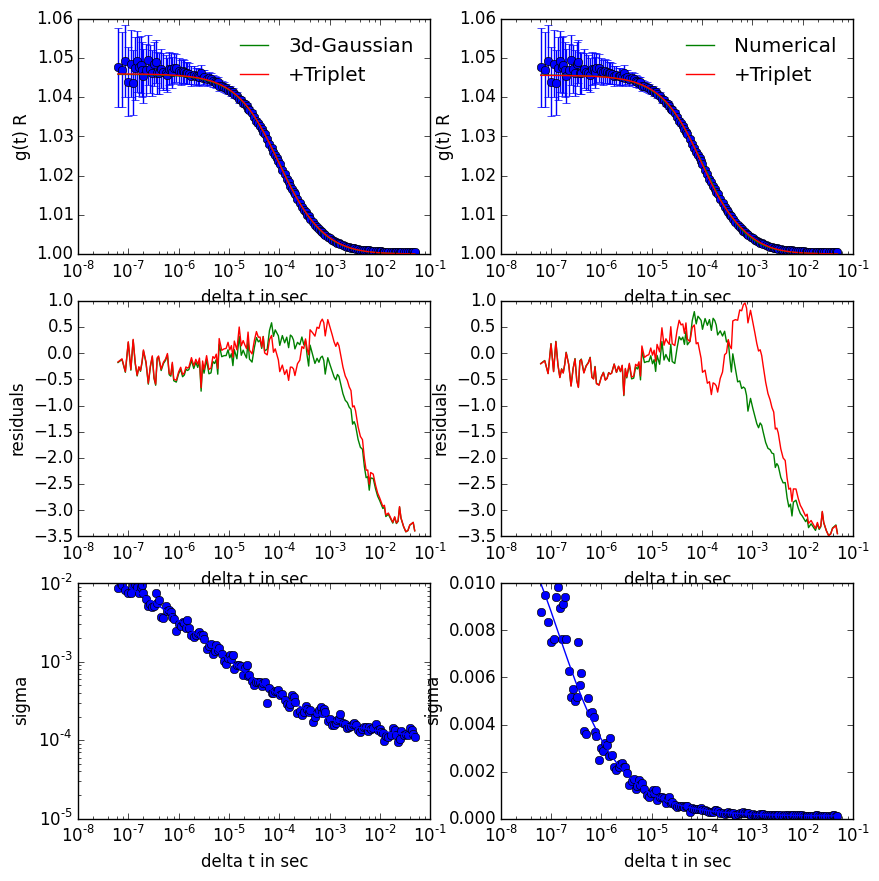 1.06
1.05
1.04
1.03
1.02
1.01
1.00
g(t) R
3d-Gaussian
+Triplet
10^-8 10^-7 10^-6 10^-5 10^-4 10^-3 10^-2 10^-1
delta t in sec
1.06
1.05
1.04
1.03
1.02
1.01
1.00
g(t) R
Numerical
+Triplet
10^-8 10^-7 10^-6 10^-5 10^-4 10^-3 10^-2 10^-1
delta t in sec
1.0
0.5
0.0
−0.5
−1.0
−1.5
−2.0
−2.5
−3.0
−3.5
residuals
10^-8 10^-7 10^-6 10^-5 10^-4 10^-3 10^-2 10^-1
delta t in sec
1.0
0.5
0.0
−0.5
−1.0
−1.5
−2.0
−2.5
−3.0
−3.5
residuals
10^-8 10^-7 10^-6 10^-5 10^-4 10^-3 10^-2 10^-1
delta t in sec
10^-2
10^-3
10^-4
10^-5
sigma
10^-8 10^-7 10^-6 10^-5 10^-4 10^-3 10^-2 10^-1
delta t in sec
0.010
0.008
0.006
0.004
0.002
0.000
sigma
10^-8 10^-7 10^-6 10^-5 10^-4 10^-3 10^-2 10^-1
delta t in sec